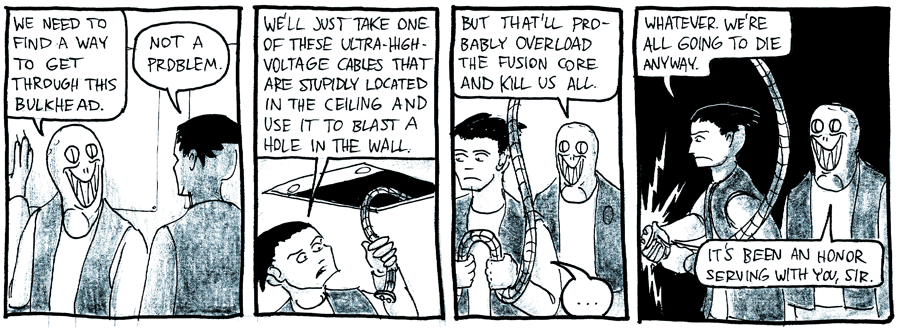 WE NEED TO
FIND A WAY
TO GET
THROUGH THIS
BULKHEAD.
NOT A
PROBLEM.
WE'LL JUST TAKE ONE
OF THESE ULTRA-HIGH-
VOLTAGE CABLES THAT
ARE STUPIDLY LOCATED
IN THE CEILING AND
USE IT TO BLAST A
HOLE IN THE WALL.
BUT THAT'LL PRO-
BABLY OVERLOAD
THE FUSION CORE
AND KILL US ALL.
...
WHATEVER. WE'RE
ALL GOING TO DIE
ANYWAY.
IT'S BEEN AN HONOR
SERVING WITH YOU, SIR.